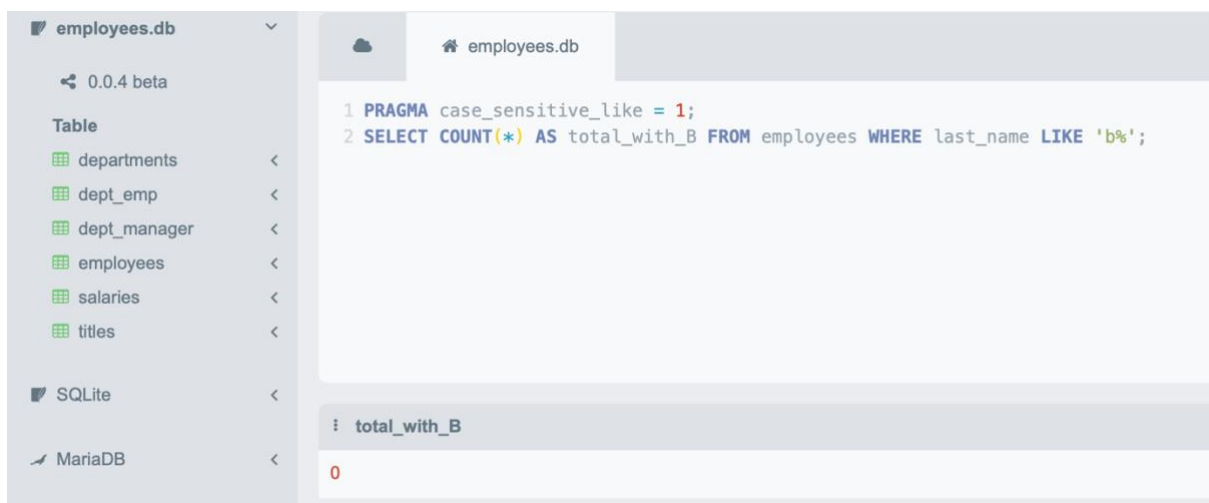 employees.db
0.0.4 beta
Table
departments
dept_emp
dept_manager
employees
salaries
titles
SQLite
MariaDB
employees.db
1 PRAGMA case_sensitive_like = 1;
2 SELECT COUNT(*) AS total_with_B FROM employees WHERE last_name LIKE 'b%';
total_with_B
0